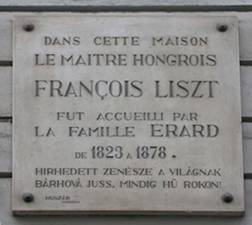 DANS CETTE MAISON
LE MAITRE HONGROIS
FRANÇOIS LISZT
FUT ACCUEILLI PAR
LA FAMILLE ERARD
DE 1823 A 1878.
HIRHEDETT ZENÉSZE A VILÁGNAK
BÁRHOVÁ JUSS, MINDIG HŰ ROKON!